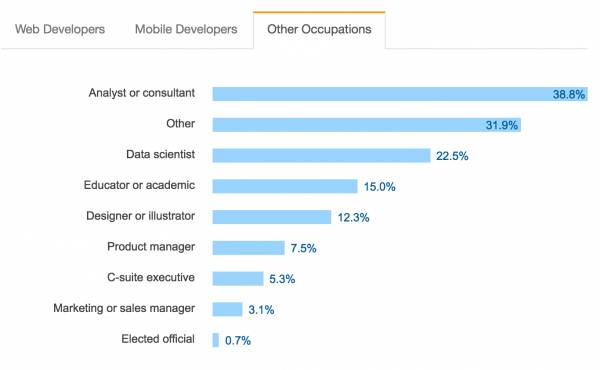 Web Developers Mobile Developers Other Occupations
Analyst or consultant 38.8%
Other 31.9%
Data scientist 22.5%
Educator or academic 15.0%
Designer or illustrator 12.3%
Product manager 7.5%
C-suite executive 5.3%
Marketing or sales manager 3.1%
Elected official 0.7%